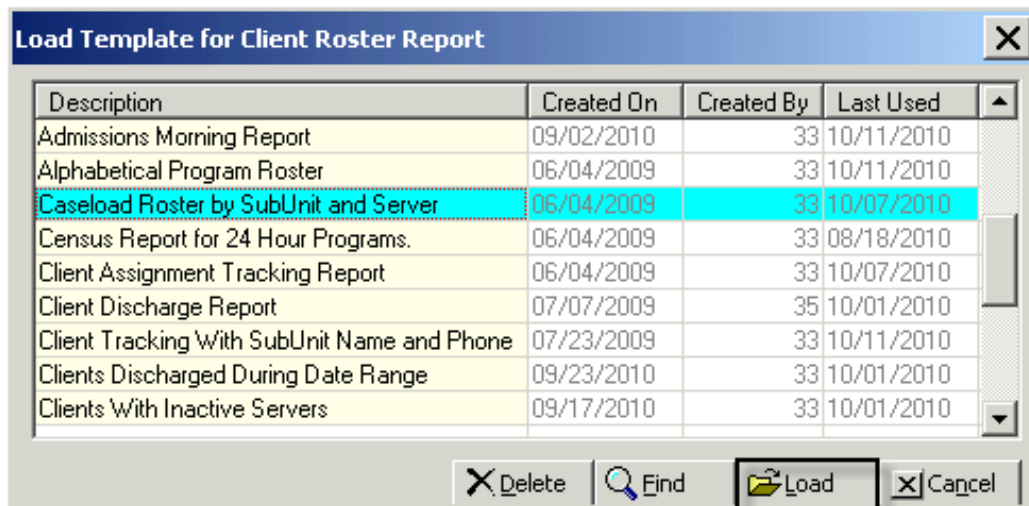 Load Template for Client Roster Report
Description Created On Created By Last Used
Admissions Morning Report 09/02/2010 33 10/11/2010
Alphabetical Program Roster 06/04/2009 33 10/11/2010
Caseload Roster by SubUnit and Server 06/04/2009 33 10/07/2010
Census Report for 24 Hour Programs. 06/04/2009 33 08/18/2010
Client Assignment Tracking Report 06/04/2009 33 10/07/2010
Client Discharge Report 07/07/2009 35 10/01/2010
Client Tracking With SubUnit Name and Phone 07/23/2009 33 10/11/2010
Clients Discharged During Date Range 09/23/2010 33 10/01/2010
Clients With Inactive Servers 09/17/2010 33 10/01/2010
Delete Find Load Cancel